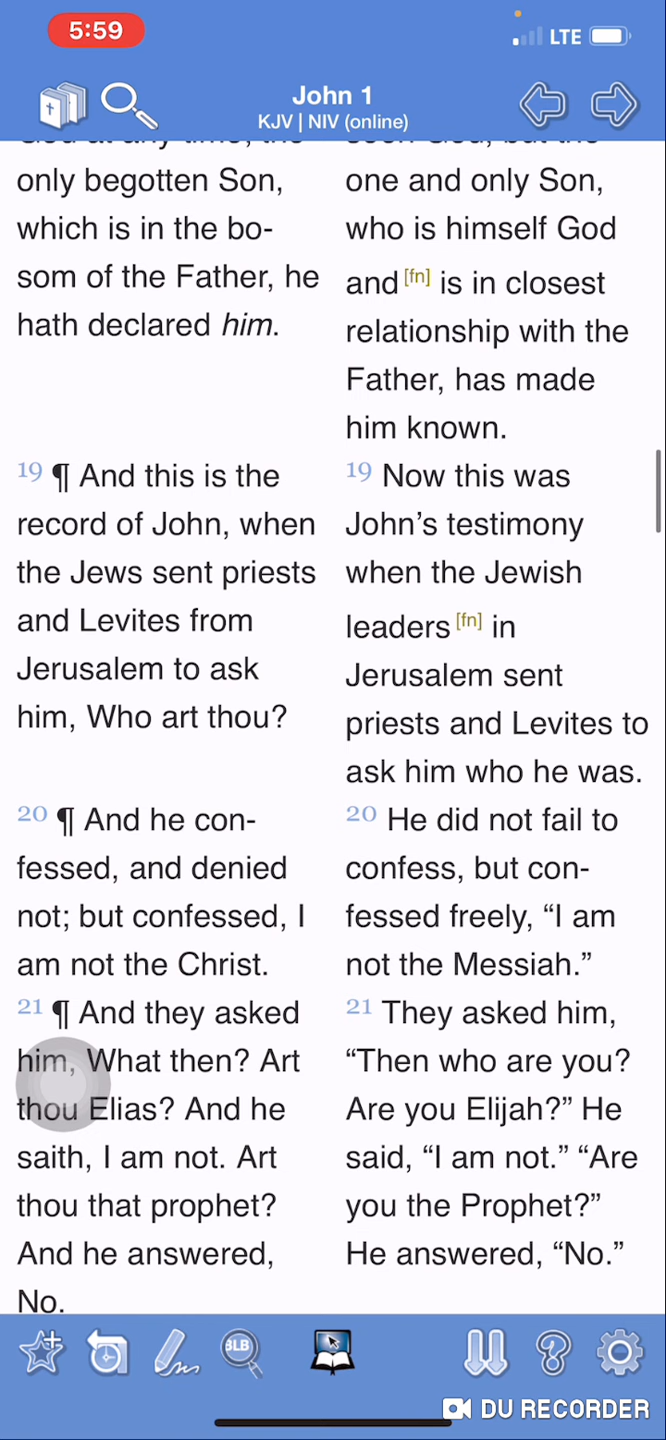 5:59
LTE
John 1
KJV | NIV (online)
only begotten Son,
which is in the bo-
som of the Father, he
hath declared him.
19 ¶ And this is the
record of John, when
the Jews sent priests
and Levites from
Jerusalem to ask
him, Who art thou?
20 ¶ And he con-
fessed, and denied
not; but confessed, I
am not the Christ.
21 ¶ And they asked
him, What then? Art
thou Elias? And he
saith, I am not. Art
thou that prophet?
And he answered,
No.
one and only Son,
who is himself God
and [fn] is in closest
relationship with the
Father, has made
him known.
19 Now this was
John’s testimony
when the Jewish
leaders [fn] in
Jerusalem sent
priests and Levites to
ask him who he was.
20 He did not fail to
confess, but con-
fessed freely, “I am
not the Messiah.”
21 They asked him,
“Then who are you?
Are you Elijah?” He
said, “I am not.” “Are
you the Prophet?”
He answered, “No.”
BLB
DU RECORDER